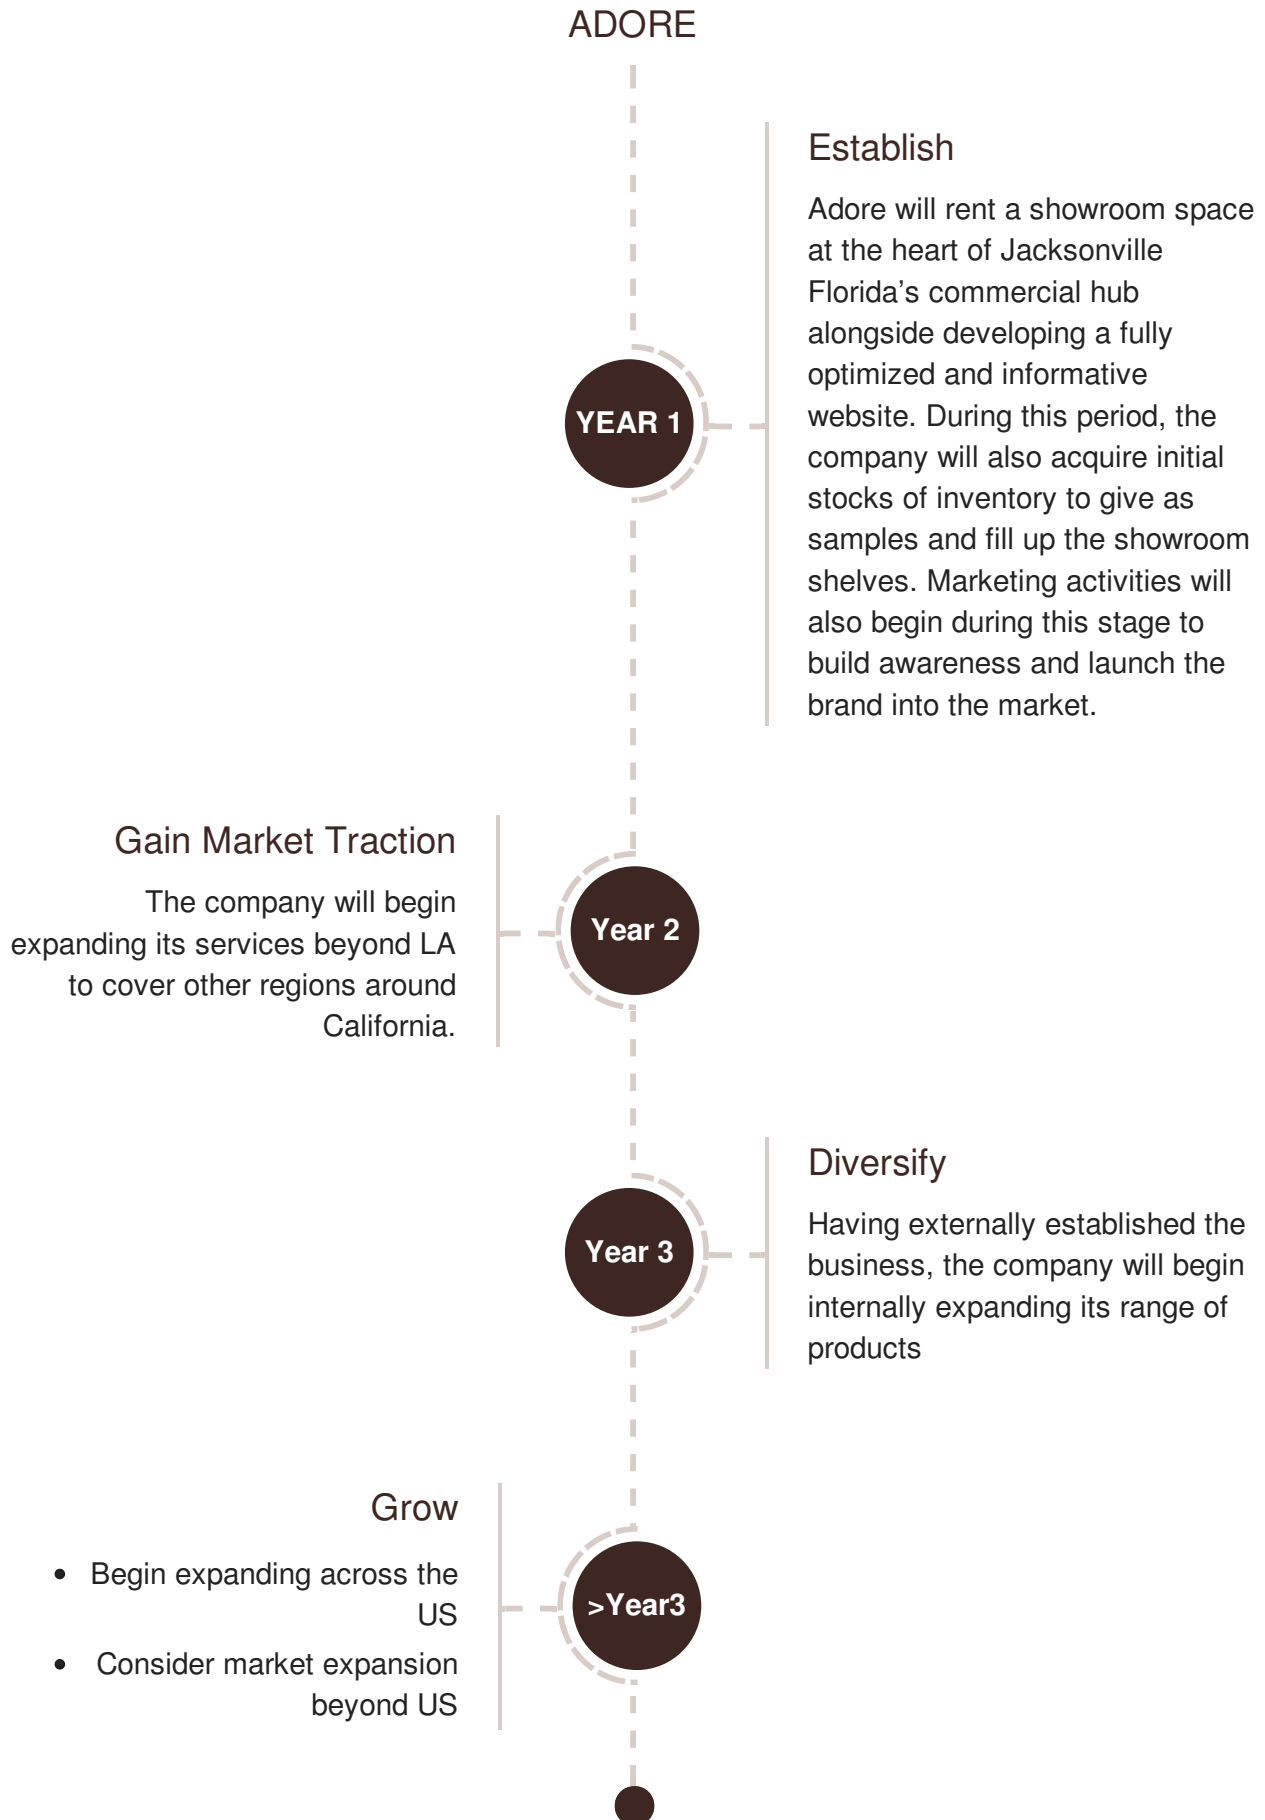 ADORE
Establish
Adore will rent a showroom space
at the heart of Jacksonville
Florida’s commercial hub
alongside developing a fully
optimized and informative
website. During this period, the
company will also acquire initial
stocks of inventory to give as
samples and fill up the showroom
shelves. Marketing activities will
also begin during this stage to
build awareness and launch the
brand into the market.
YEAR 1
Gain Market Traction
The company will begin
expanding its services beyond LA
to cover other regions around
California.
Year 2
Diversify
Having externally established the
business, the company will begin
internally expanding its range of
products
Year 3
Grow
• Begin expanding across the
US
• Consider market expansion
beyond US
>Year3